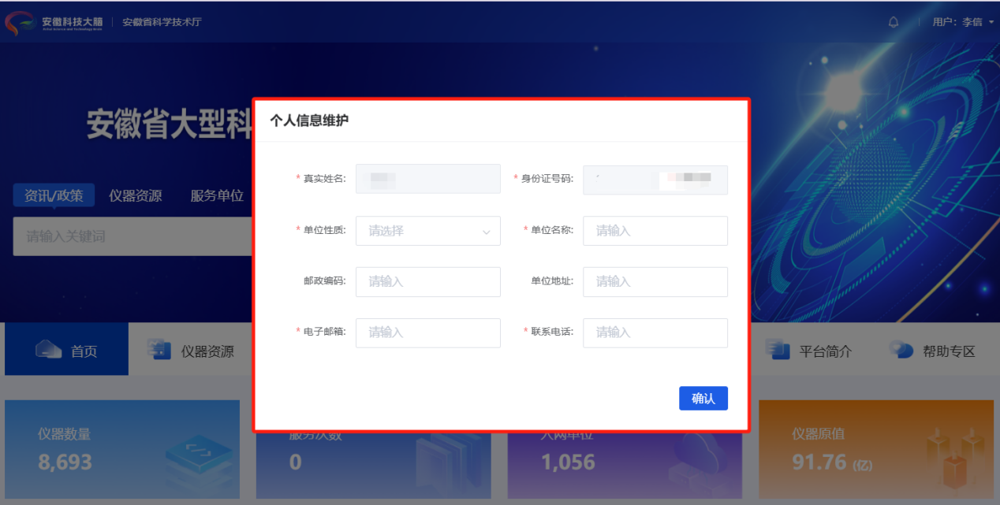 安徽科技大脑 安徽省科学技术厅 用户：李信
安徽省大型科
资讯/政策 仪器资源 服务单位
请输入关键词
个人信息维护
* 真实姓名: * 身份证号码:
* 单位性质: 请选择 * 单位名称: 请输入
邮政编码: 请输入 单位地址: 请输入
* 电子邮箱: 请输入 * 联系电话: 请输入
确认
首页 仪器资源 平台简介 帮助专区
仪器数量 服务次数 入网单位 仪器原值
8,693 0 1,056 91.76 (亿)